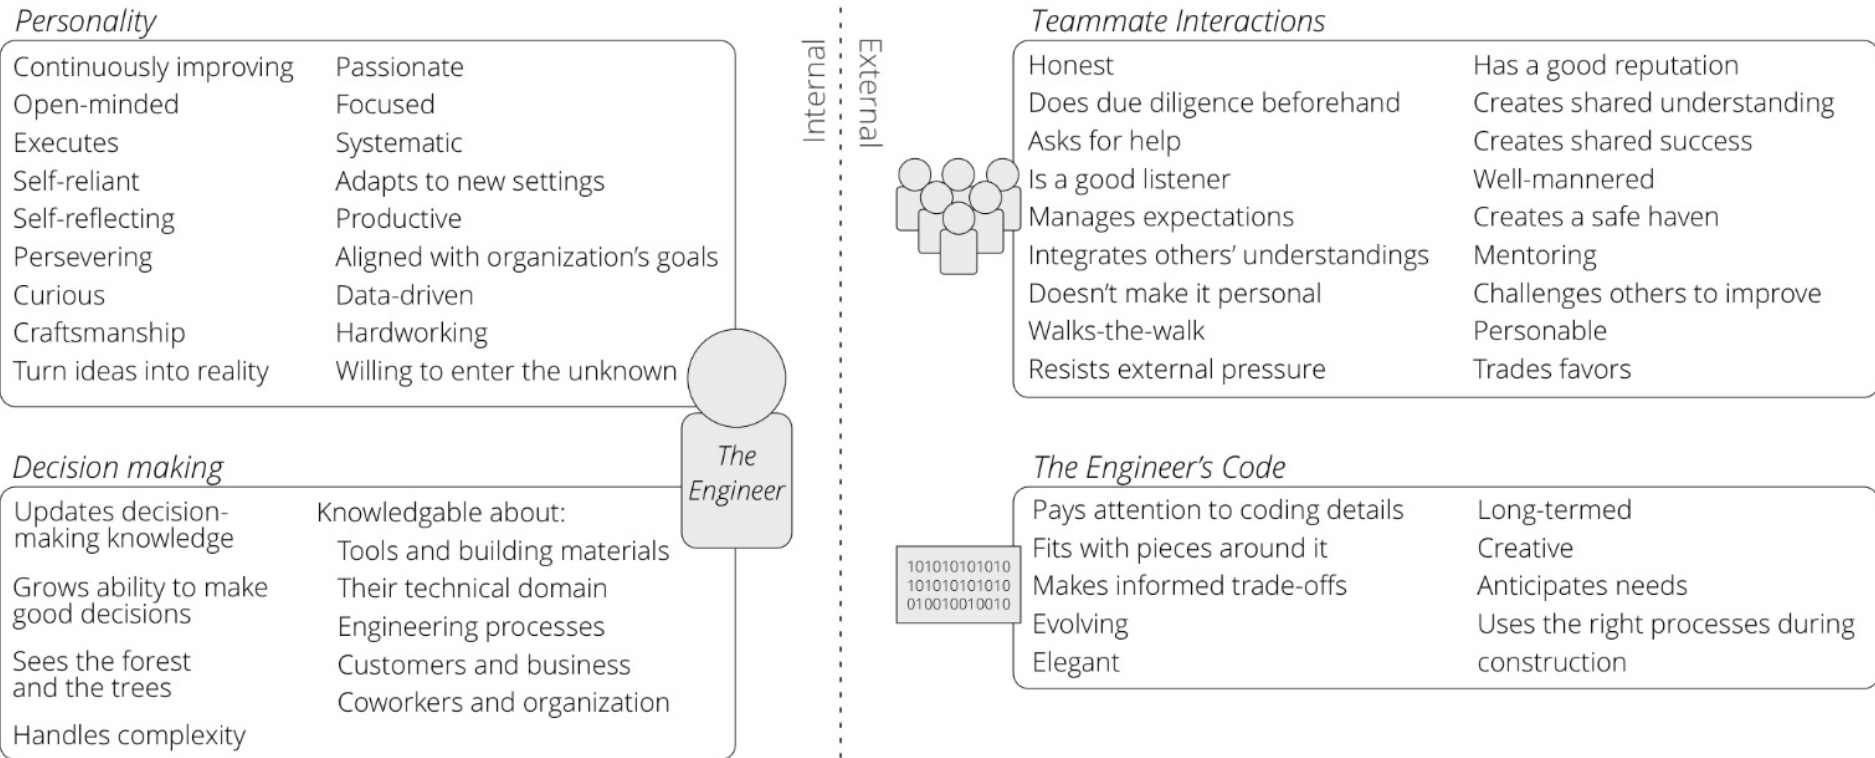 Personality
Continuously improving
Open-minded
Executes
Self-reliant
Self-reflecting
Persevering
Curious
Craftsmanship
Turn ideas into reality
Passionate
Focused
Systematic
Adapts to new settings
Productive
Aligned with organization's goals
Data-driven
Hardworking
Willing to enter the unknown
Decision making
Updates decision-
making knowledge
Grows ability to make
good decisions
Sees the forest
and the trees
Handles complexity
Knowledgable about:
Tools and building materials
Their technical domain
Engineering processes
Customers and business
Coworkers and organization
The
Engineer
Internal
External
Teammate Interactions
Honest
Does due diligence beforehand
Asks for help
Is a good listener
Manages expectations
Integrates others' understandings
Doesn't make it personal
Walks-the-walk
Resists external pressure
Has a good reputation
Creates shared understanding
Creates shared success
Well-mannered
Creates a safe haven
Mentoring
Challenges others to improve
Personable
Trades favors
The Engineer's Code
101010101010
101010101010
010010010010
Pays attention to coding details
Fits with pieces around it
Makes informed trade-offs
Evolving
Elegant
Long-termed
Creative
Anticipates needs
Uses the right processes during
construction